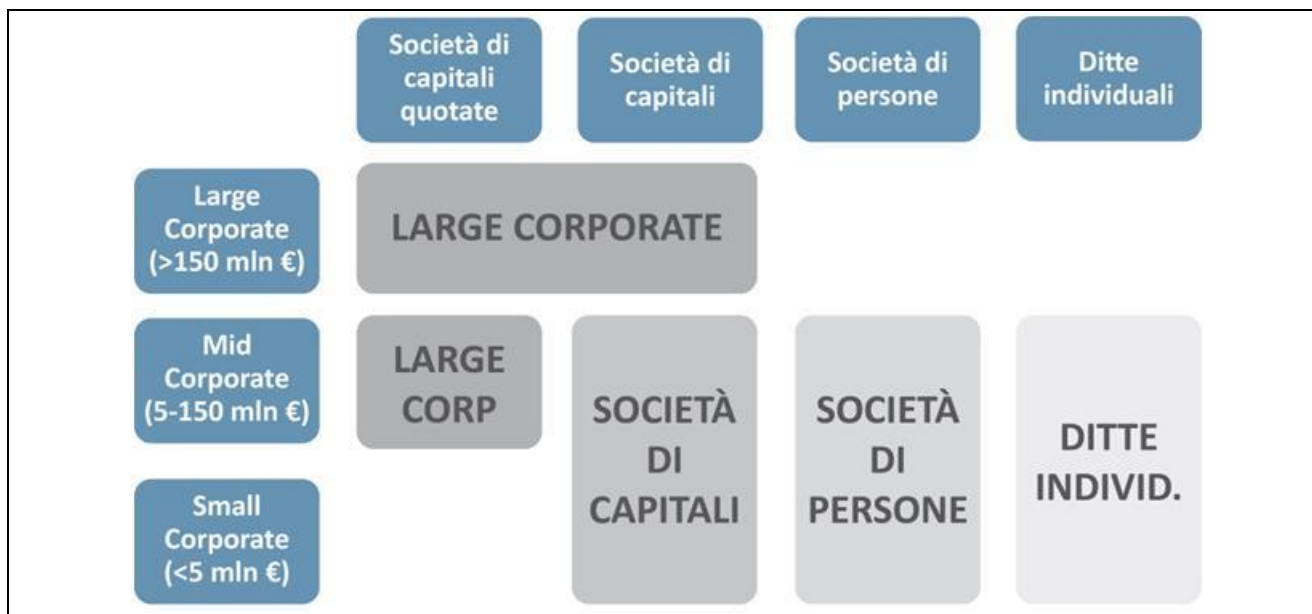 Società di
capitali
quotate
Società di
capitali
Società di
persone
Ditte
individuali
Large
Corporate
(>150 mln €)
LARGE CORPORATE
Mid
Corporate
(5-150 mln €)
LARGE
CORP
SOCIETÀ
DI
CAPITALI
SOCIETÀ
DI
PERSONE
DITTE
INDIVID.
Small
Corporate
(<5 mln €)